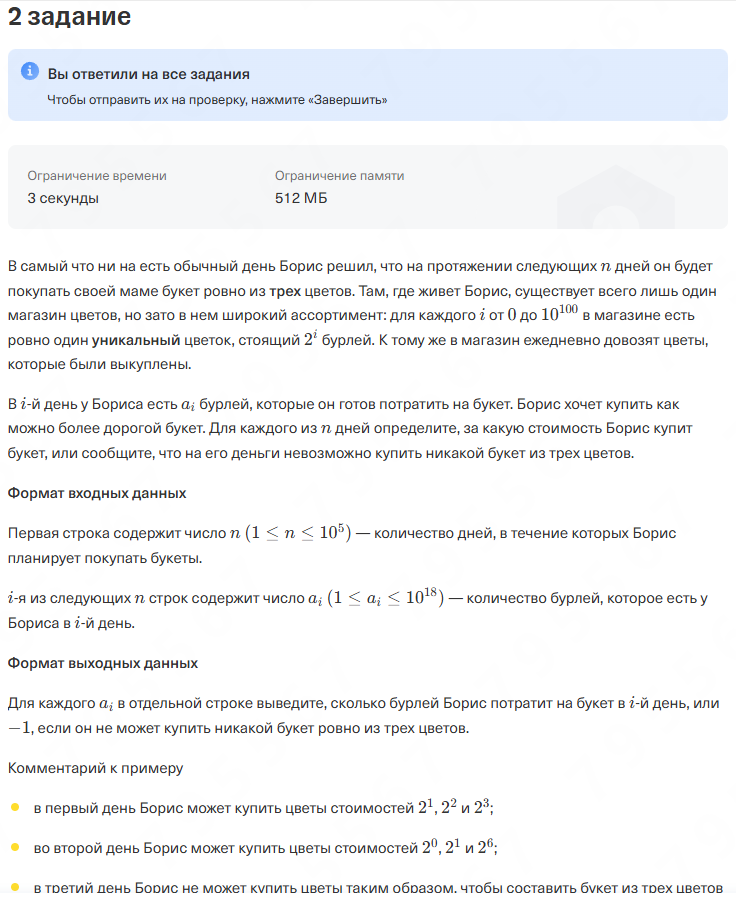 2 задание
Вы ответили на все задания
Чтобы отправить их на проверку, нажмите «Завершить»
Ограничение времени
3 секунды
Ограничение памяти
512 МБ
В самый что ни на есть обычный день Борис решил, что на протяжении следующих n дней он будет
покупать своей маме букет ровно из трех цветов. Там, где живет Борис, существует всего лишь один
магазин цветов, но зато в нем широкий ассортимент: для каждого i от 0 до 10^100 в магазине есть
ровно один уникальный цветок, стоящий 2^i бурлей. К тому же в магазин ежедневно довозят цветы,
которые были выкуплены.
В i-й день у Бориса есть a_i бурлей, которые он готов потратить на букет. Борис хочет купить как
можно более дорогой букет. Для каждого из n дней определите, за какую стоимость Борис купит
букет, или сообщите, что на его деньги невозможно купить никакой букет из трех цветов.
Формат входных данных
Первая строка содержит число n (1 ≤ n ≤ 10^5) — количество дней, в течение которых Борис
планирует покупать букеты.
i-я из следующих n строк содержит число a_i (1 ≤ a_i ≤ 10^18) — количество бурлей, которое есть у
Бориса в i-й день.
Формат выходных данных
Для каждого a_i в отдельной строке выведите, сколько бурлей Борис потратит на букет в i-й день, или
−1, если он не может купить никакой букет ровно из трех цветов.
Комментарий к примеру
в первый день Борис может купить цветы стоимостей 2^1, 2^2 и 2^3;
во второй день Борис может купить цветы стоимостей 2^0, 2^1 и 2^6;
в третий день Борис не может купить цветы таким образом, чтобы составить букет из трех цветов